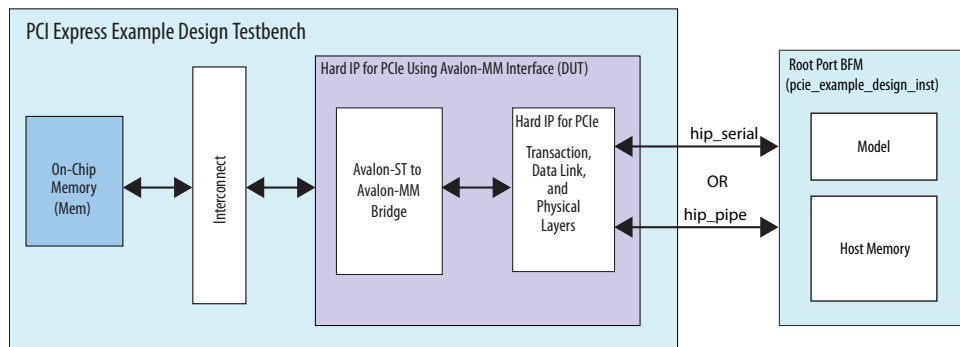 PCI Express Example Design Testbench
Hard IP for PCIe Using Avalon-MM Interface (DUT)
On-Chip
Memory
(Mem)
Interconnect
Avalon-ST to
Avalon-MM
Bridge
Hard IP for PCIe
Transaction,
Data Link,
and
Physical
Layers
hip_serial
OR
hip_pipe
Root Port BFM
(pcie_example_design_inst)
Model
Host Memory